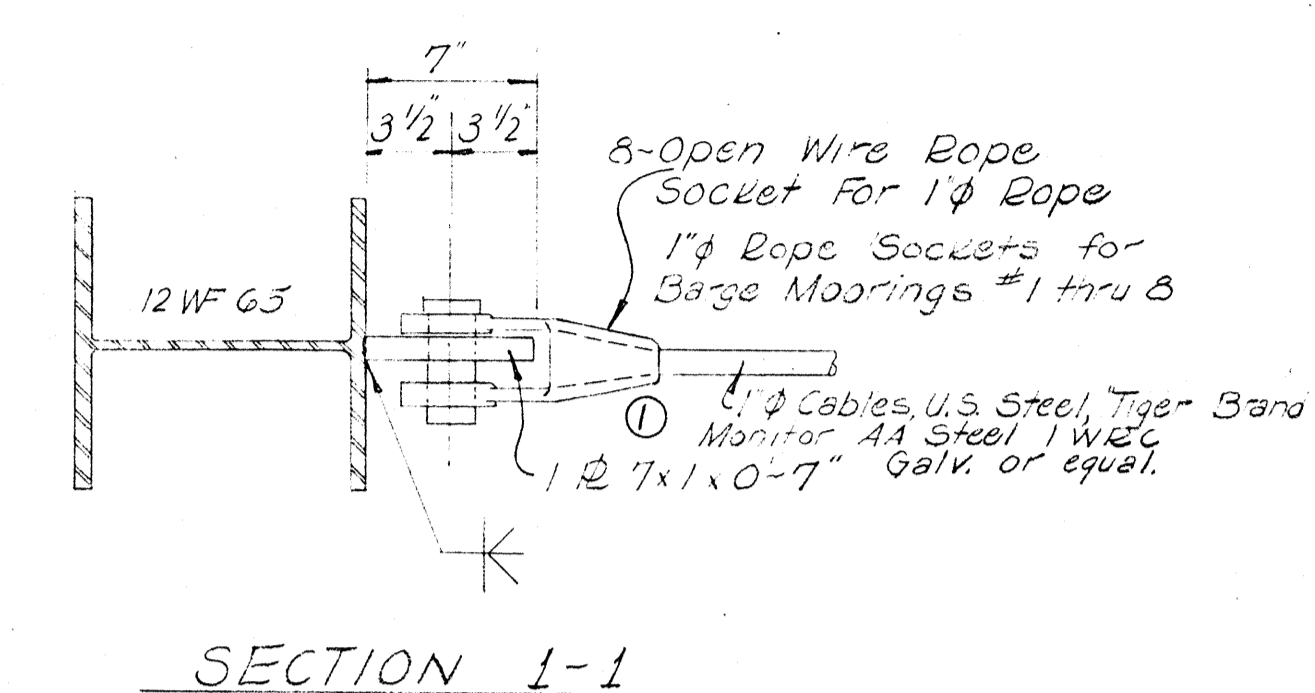 7"
3 1/2" 3 1/2"
8-Open Wire Rope
Socket For 1"φ Rope
1"φ Rope Sockets for
Barge Moorings #1 thru 8
12 WF 65
1"φ Cables, U.S. Steel, Tiger Brand
Monitor AA Steel IWRC
Galv. or equal.
1
1 PL 7x1x0-7"
SECTION 1-1